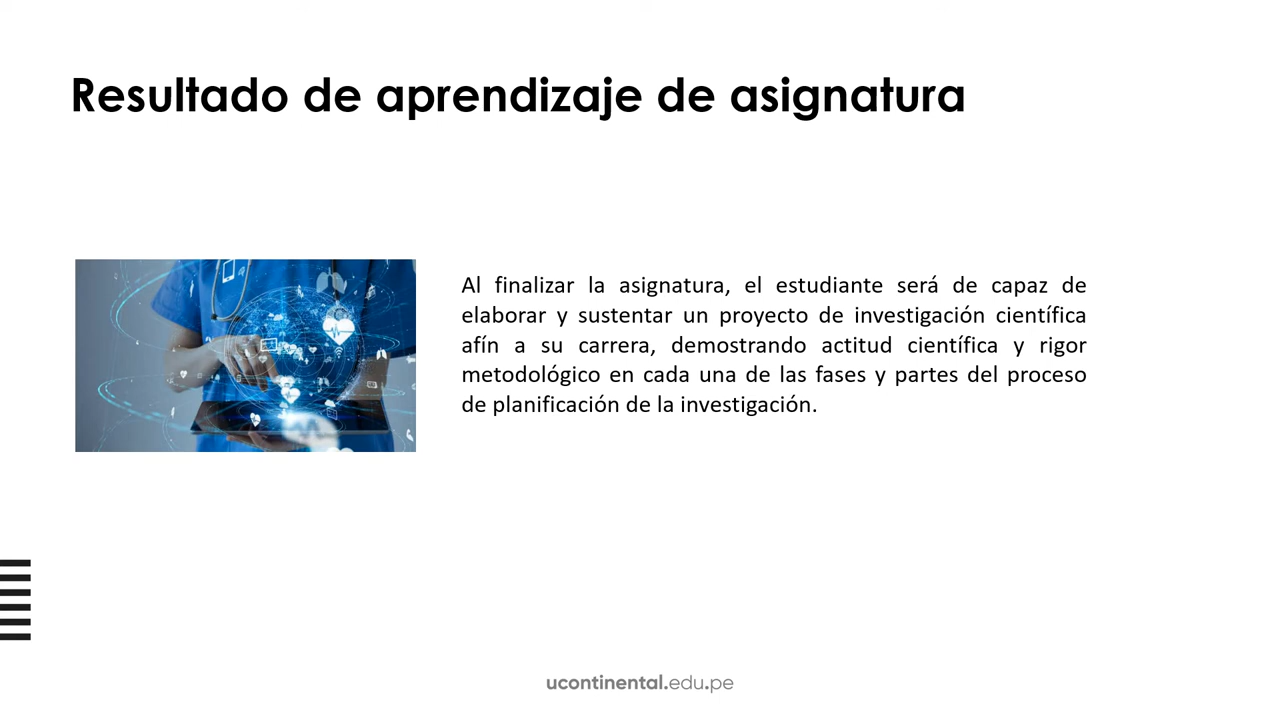 Resultado de aprendizaje de asignatura
Al finalizar la asignatura, el estudiante será de capaz de
elaborar y sustentar un proyecto de investigación científica
afín a su carrera, demostrando actitud científica y rigor
metodológico en cada una de las fases y partes del proceso
de planificación de la investigación.
ucontinental.edu.pe